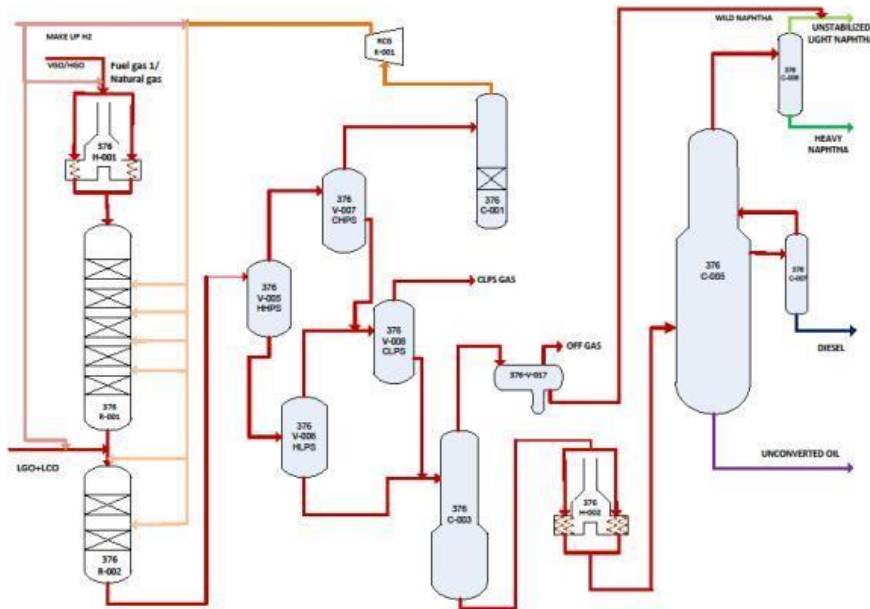 MAKE UP H2
VGO/HGO
Fuel gas 1/
Natural gas
376
H-001
376
R-001
LGO+LCO
376
R-002
RCG
K-001
376
V-007
CHPS
376
C-001
376
V-005
HHPS
376
V-008
CLPS
CLPS GAS
376
V-006
HLPS
376-V-017
OFF GAS
376
C-003
376
H-002
WILD NAPHTHA
UNSTABILIZED
LIGHT NAPHTHA
376
C-006
HEAVY
NAPHTHA
376
C-005
376
C-007
DIESEL
UNCONVERTED OIL